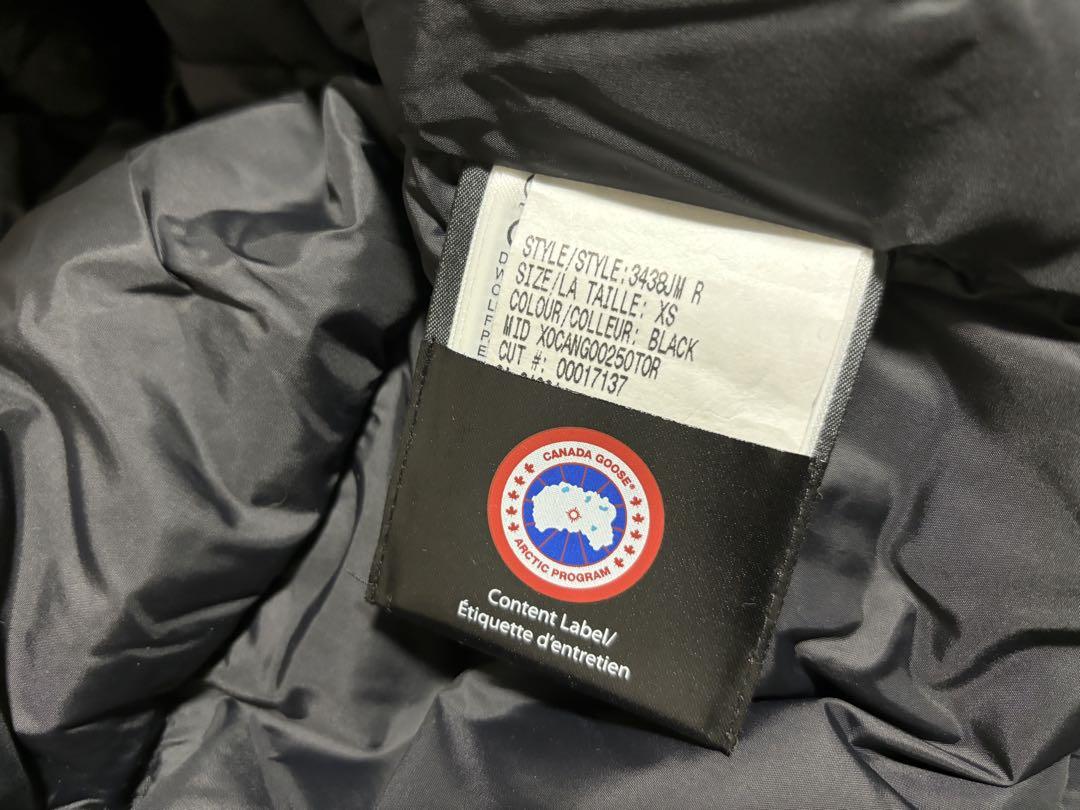 STYLE/STYLE:3438JM R
SIZE/LA TAILLE: XS
COLOUR/COLLEUR: BLACK
MID XOCANG00250TOR
CUT #: 00017137
CANADA GOOSE®
ARCTIC PROGRAM
Content Label/
Étiquette d'entretien